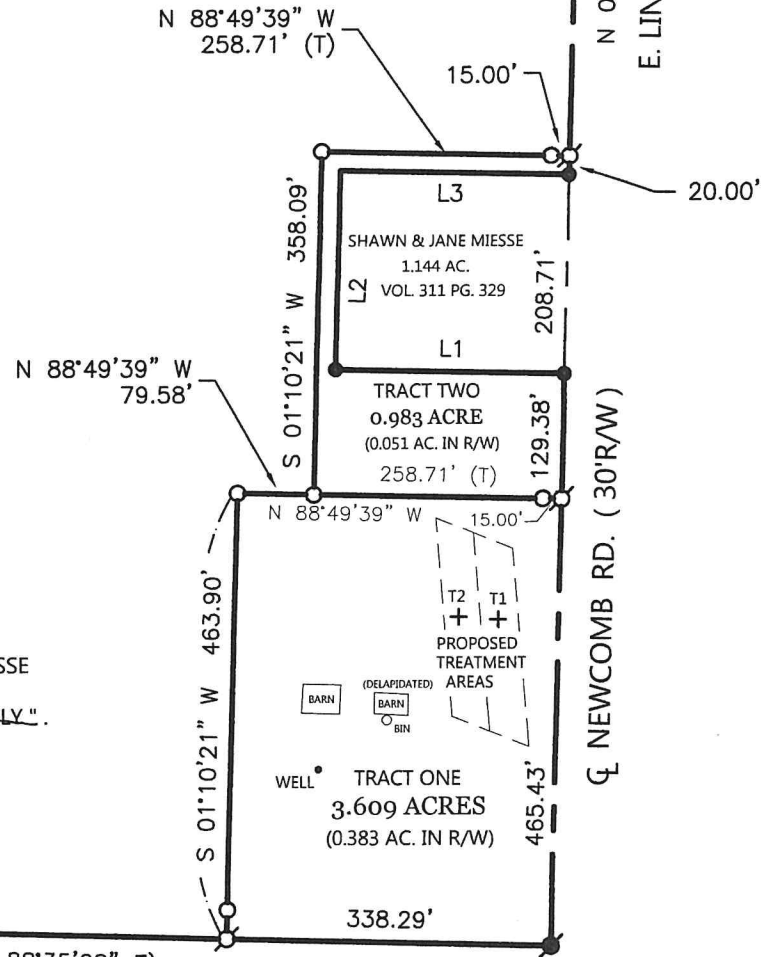 N 88°49'39" W
258.71' (T)
N 0
E. LIN
15.00'
20.00'
L3
S 01°10'21" W 358.09'
SHAWN & JANE MIESSE
1.144 AC.
VOL. 311 PG. 329
L2
208.71'
L1
N 88°49'39" W
79.58'
TRACT TWO
0.983 ACRE
(0.051 AC. IN R/W)
258.71' (T)
129.38'
N 88°49'39" W
15.00'
℄ NEWCOMB RD. (30'R/W)
S 01°10'21" W 463.90'
T2
T1
PROPOSED
TREATMENT
AREAS
SSE
LY".
BARN
(DELAPIDATED)
BARN
BIN
WELL
TRACT ONE
3.609 ACRES
(0.383 AC. IN R/W)
465.43'
338.29'